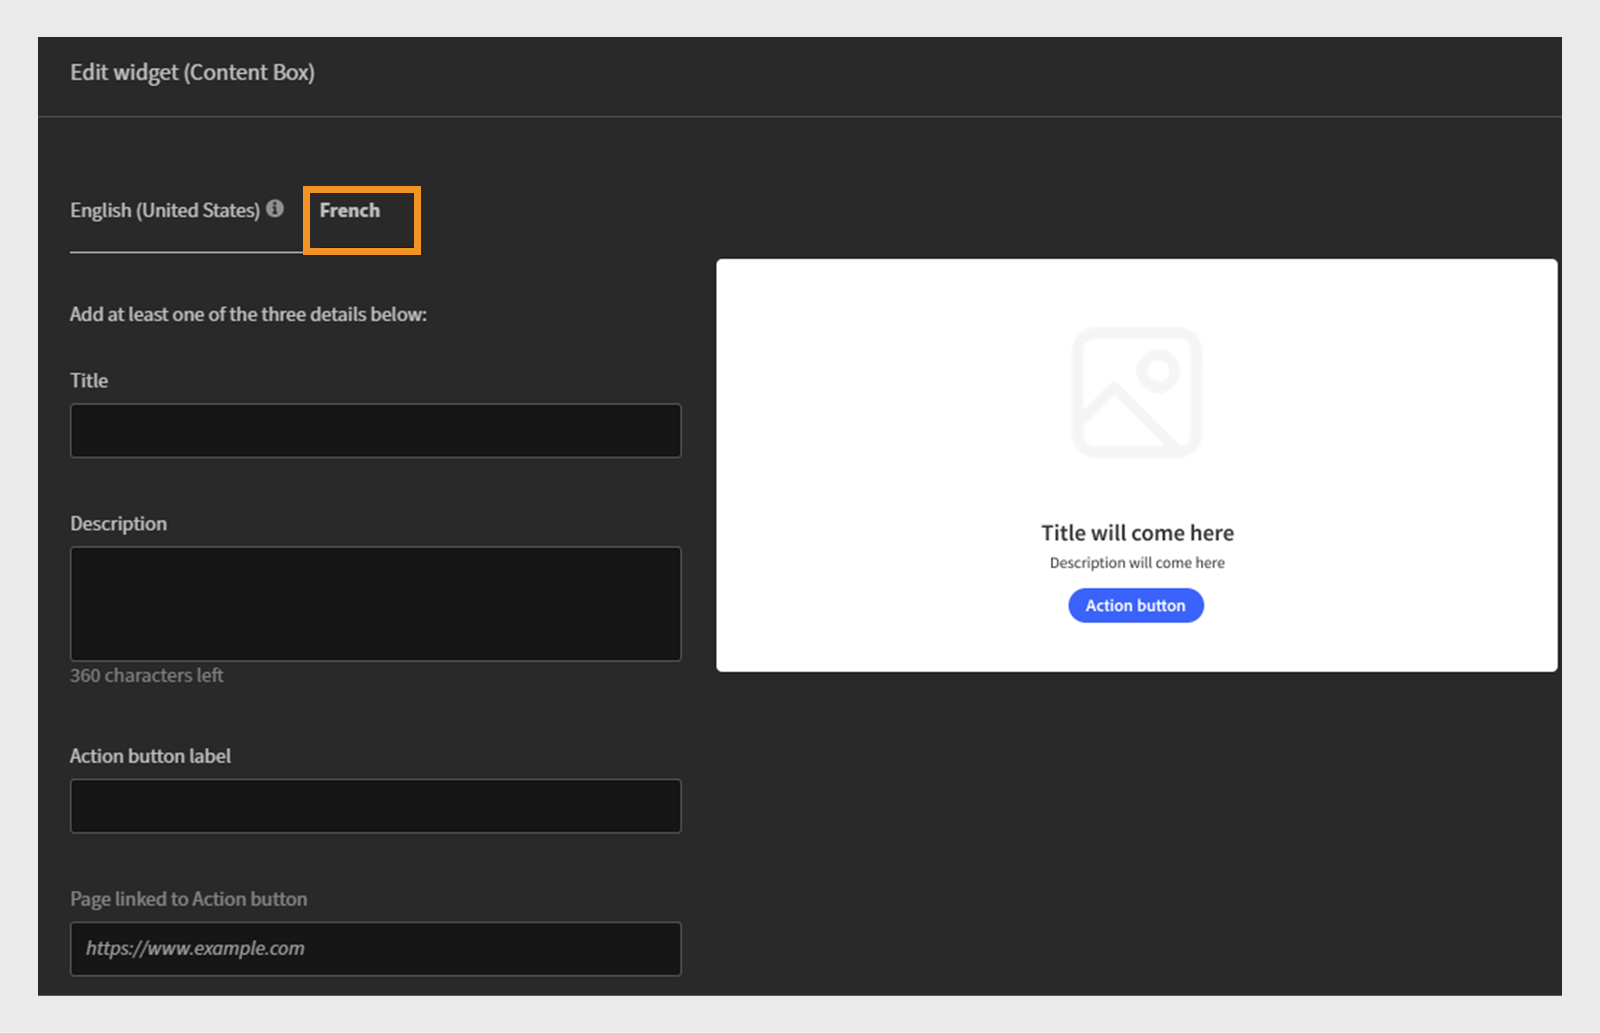 Edit widget (Content Box)
English (United States) French
Add at least one of the three details below:
Title
Description
360 characters left
Action button label
Page linked to Action button
https://www.example.com
Title will come here
Description will come here
Action button